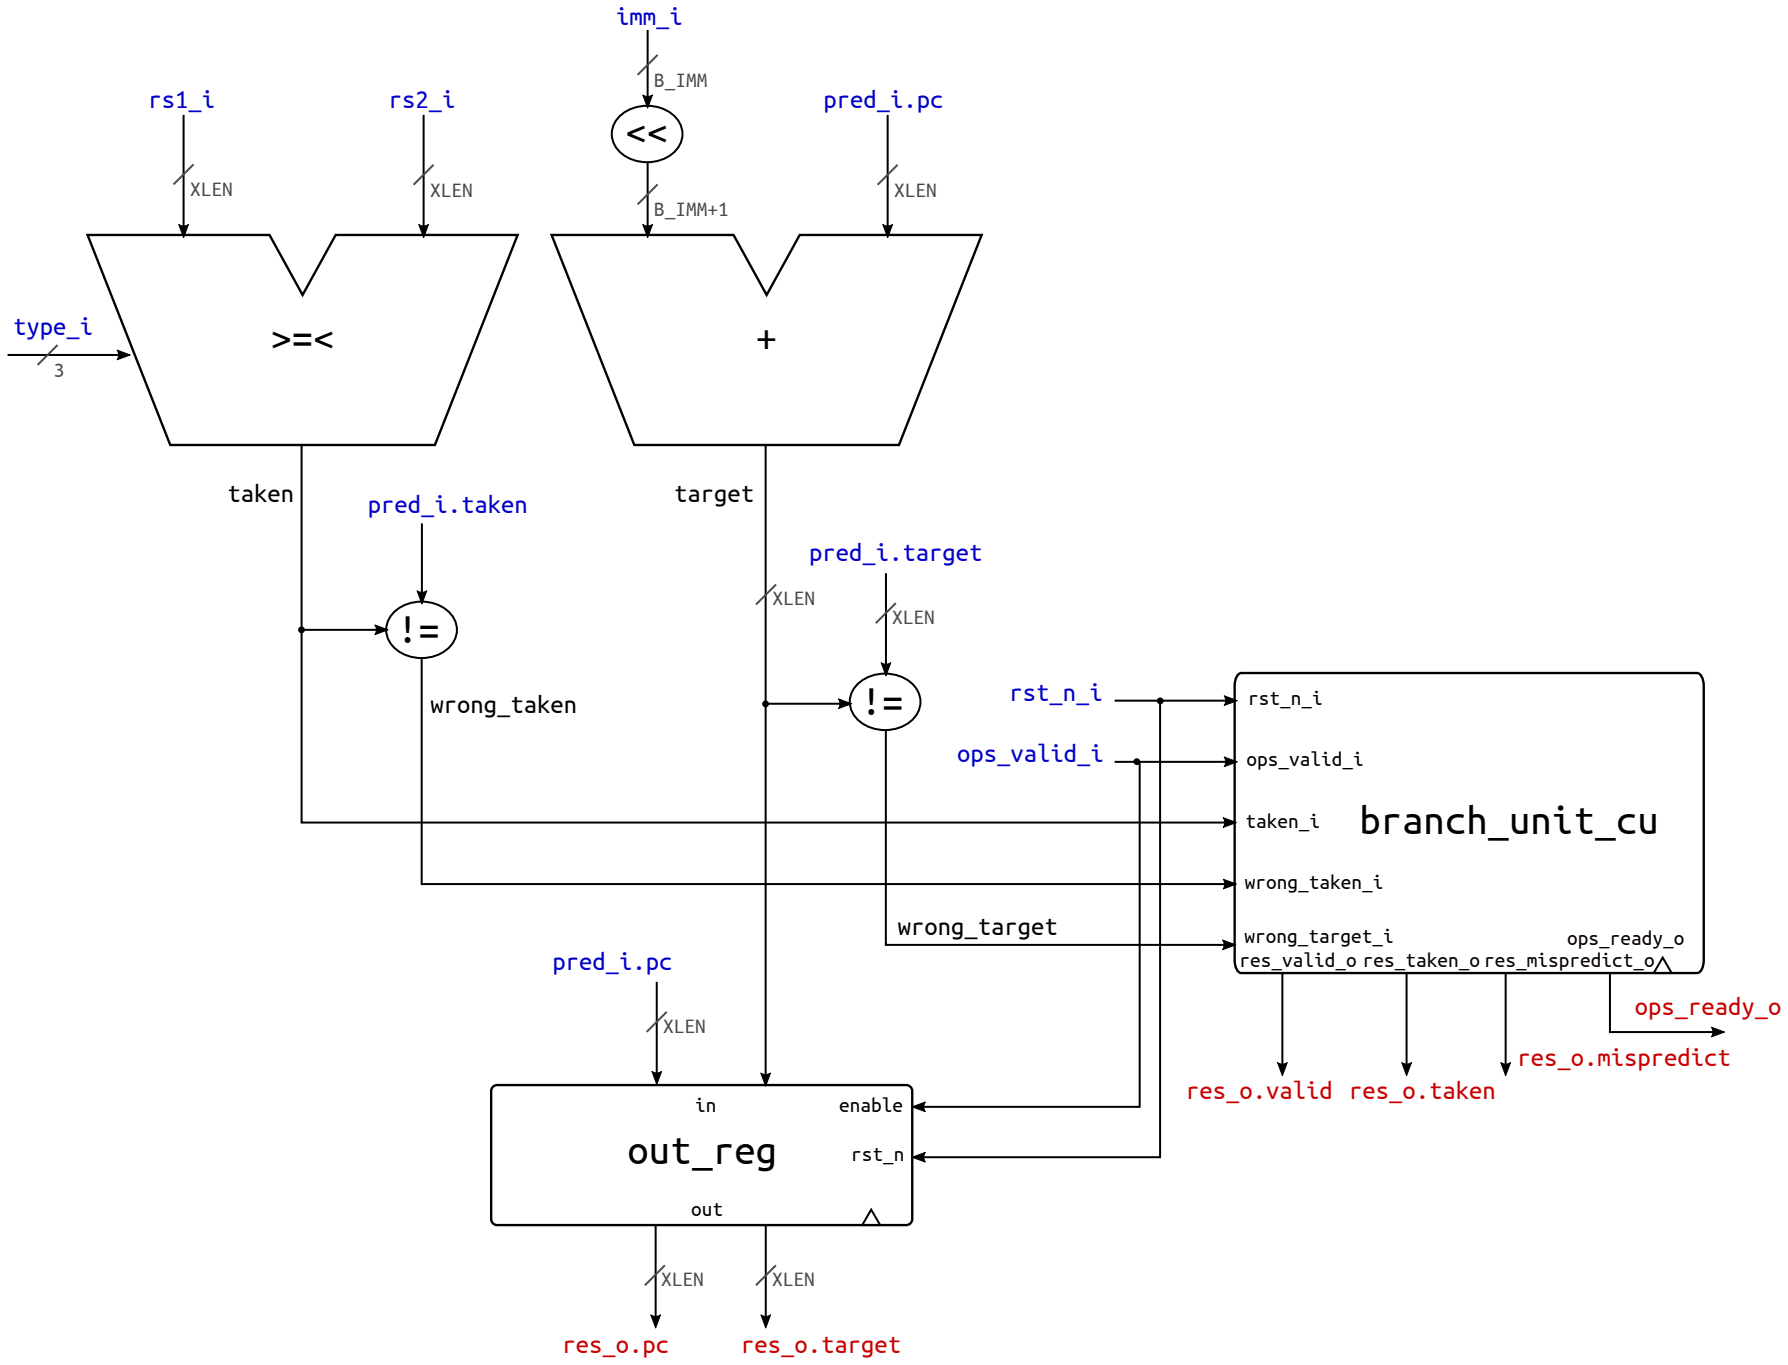 imm_i
B_IMM
rs1_i
rs2_i
<<
pred_i.pc
XLEN
XLEN
B_IMM+1
XLEN
type_i
3
>=<
+
taken
pred_i.taken
target
pred_i.target
XLEN
XLEN
!=
wrong_taken
!=
rst_n_i
rst_n_i
ops_valid_i
ops_valid_i
taken_i
branch_unit_cu
wrong_taken_i
wrong_target
wrong_target_i
ops_ready_o
res_valid_o res_taken_o res_mispredict_o
pred_i.pc
XLEN
ops_ready_o
res_o.mispredict
res_o.valid
res_o.taken
in
enable
out_reg
rst_n
out
XLEN
XLEN
res_o.pc
res_o.target